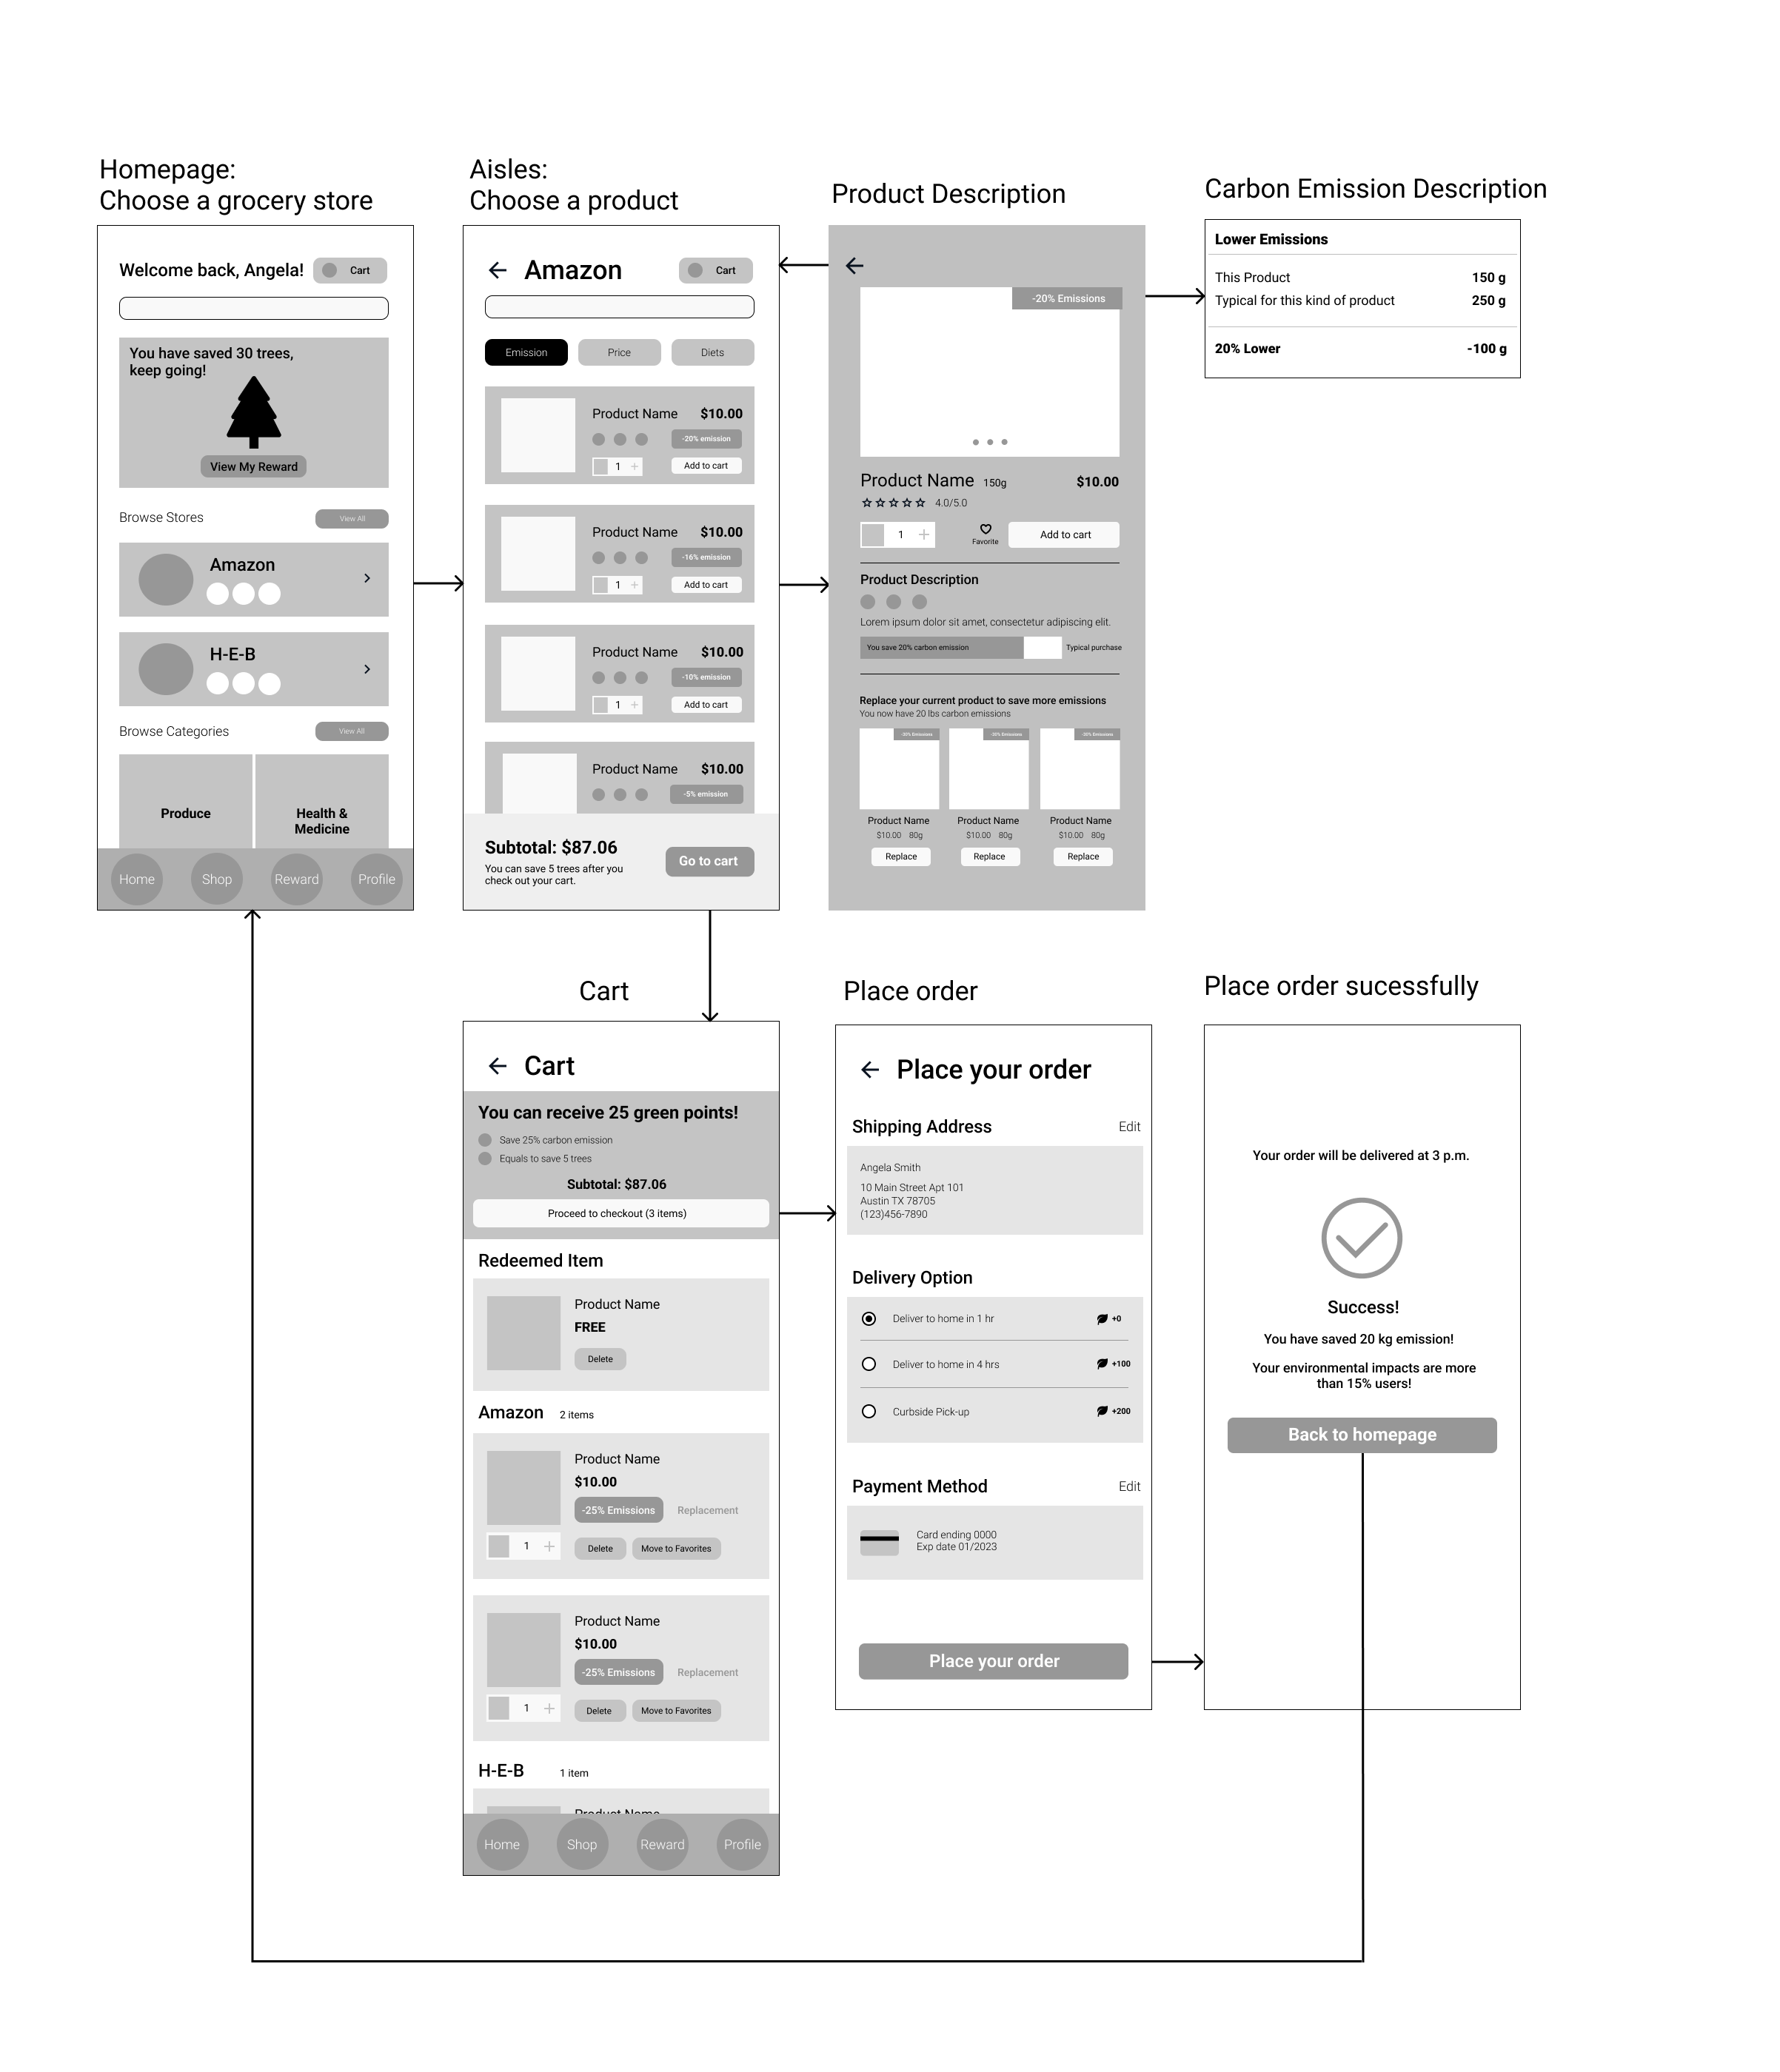 Homepage:
Choose a grocery store
Welcome back, Angela!
Cart
You have saved 30 trees,
keep going!
View My Reward
Browse Stores
View All
Amazon
H-E-B
Browse Categories
View All
Produce
Health &
Medicine
Home
Shop
Reward
Profile
Aisles:
Choose a product
Amazon
Cart
Emission
Price
Diets
Product Name
$10.00
-20% emission
1
Add to cart
Product Name
$10.00
-16% emission
1
Add to cart
Product Name
$10.00
-10% emission
1
Add to cart
Product Name
$10.00
-5% emission
Subtotal: $87.06
You can save 5 trees after you
check out your cart.
Go to cart
Product Description
-20% Emissions
Product Name 150g
$10.00
4.0/5.0
1
Favorite
Add to cart
Product Description
Lorem ipsum dolor sit amet, consectetur adipiscing elit.
You save 20% carbon emission
Typical purchase
Replace your current product to save more emissions
You now have 20 lbs carbon emissions
Product Name
$10.00 80g
Replace
Product Name
$10.00 80g
Replace
Product Name
$10.00 80g
Replace
Carbon Emission Description
Lower Emissions
This Product 150 g
Typical for this kind of product 250 g
20% Lower -100 g
Cart
Cart
You can receive 25 green points!
Save 25% carbon emission
Equals to save 5 trees
Subtotal: $87.06
Proceed to checkout (3 items)
Redeemed Item
Product Name
FREE
Delete
Amazon 2 items
Product Name
$10.00
-25% Emissions
Replacement
1
Delete
Move to Favorites
Product Name
$10.00
-25% Emissions
Replacement
1
Delete
Move to Favorites
H-E-B 1 item
Product Name
Home
Shop
Reward
Profile
Place order
Place your order
Shipping Address
Edit
Angela Smith
10 Main Street Apt 101
Austin TX 78705
(123)456-7890
Delivery Option
Deliver to home in 1 hr
+0
Deliver to home in 4 hrs
+100
Curbside Pick-up
+200
Payment Method
Edit
Card ending 0000
Exp date 01/2023
Place your order
Place order sucessfully
Your order will be delivered at 3 p.m.
Success!
You have saved 20 kg emission!
Your environmental impacts are more
than 15% users!
Back to homepage